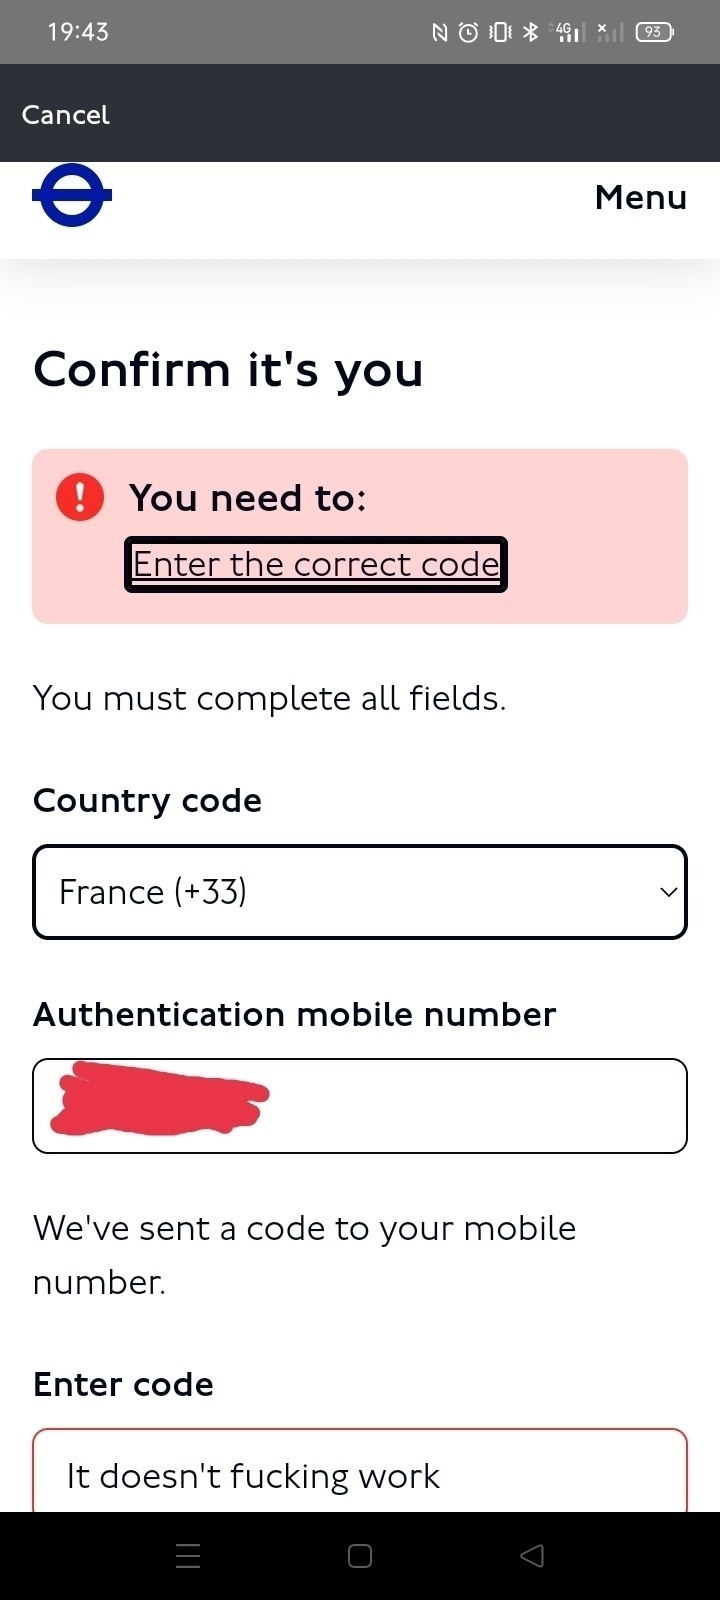 19:43
4G
93
Cancel
Menu
Confirm it's you
You need to:
Enter the correct code
You must complete all fields.
Country code
France (+33)
Authentication mobile number
We've sent a code to your mobile
number.
Enter code
It doesn't fucking work